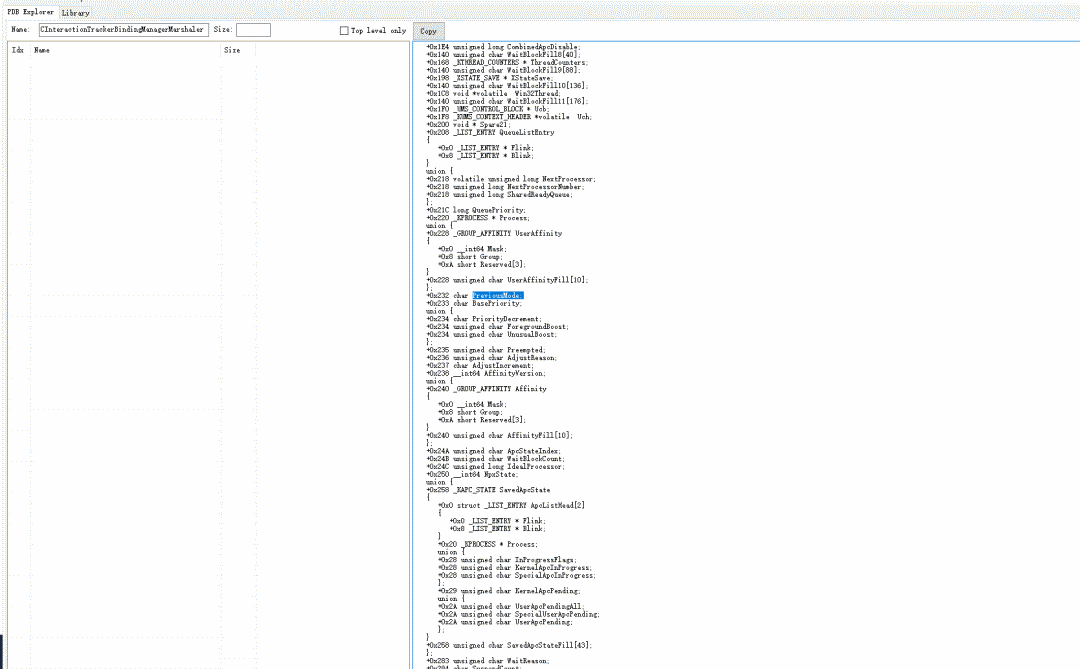 PDB Explorer Library
Name: CInteractionTrackerBindingManagerMarshaler Size: Top level only Copy
Idx Name Size
+0x1E4 unsigned long CombinedApcDisable;
+0x140 unsigned char WaitBlockFill8[40];
+0x168 _KTHREAD_COUNTERS * ThreadCounters;
+0x140 unsigned char WaitBlockFill9[88];
+0x198 _XSTATE_SAVE * XStateSave;
+0x140 unsigned char WaitBlockFill10[136];
+0x1C8 void *volatile Win32Thread;
+0x140 unsigned char WaitBlockFill11[176];
+0x1F0 _UMS_CONTROL_BLOCK * Ucb;
+0x1F8 _KUMS_CONTEXT_HEADER *volatile Uch;
+0x200 void * Spare21;
+0x208 _LIST_ENTRY QueueListEntry
{
+0x0 _LIST_ENTRY * Flink;
+0x8 _LIST_ENTRY * Blink;
}
union {
+0x218 volatile unsigned long NextProcessor;
+0x218 unsigned long NextProcessorNumber;
+0x218 unsigned long SharedReadyQueue;
};
+0x21C long QueuePriority;
+0x220 _KPROCESS * Process;
union {
+0x228 _GROUP_AFFINITY UserAffinity
{
+0x0 __int64 Mask;
+0x8 short Group;
+0xA short Reserved[3];
}
+0x228 unsigned char UserAffinityFill[10];
};
+0x232 char PreviousMode;
+0x233 char BasePriority;
union {
+0x234 char PriorityDecrement;
+0x234 unsigned char ForegroundBoost;
+0x234 unsigned char UnusualBoost;
};
+0x235 unsigned char Preempted;
+0x236 unsigned char AdjustReason;
+0x237 char AdjustIncrement;
+0x238 __int64 AffinityVersion;
union {
+0x240 _GROUP_AFFINITY Affinity
{
+0x0 __int64 Mask;
+0x8 short Group;
+0xA short Reserved[3];
}
+0x240 unsigned char AffinityFill[10];
};
+0x24A unsigned char ApcStateIndex;
+0x24B unsigned char WaitBlockCount;
+0x24C unsigned long IdealProcessor;
+0x250 __int64 NpxState;
union {
+0x258 _KAPC_STATE SavedApcState
{
+0x0 struct _LIST_ENTRY ApcListHead[2]
{
+0x0 _LIST_ENTRY * Flink;
+0x8 _LIST_ENTRY * Blink;
}
+0x20 _KPROCESS * Process;
union {
+0x28 unsigned char InProgressFlags;
+0x28 unsigned char KernelApcInProgress;
+0x28 unsigned char SpecialApcInProgress;
};
+0x29 unsigned char KernelApcPending;
union {
+0x2A unsigned char UserApcPendingAll;
+0x2A unsigned char SpecialUserApcPending;
+0x2A unsigned char UserApcPending;
};
}
+0x258 unsigned char SavedApcStateFill[43];
};
+0x283 unsigned char WaitReason;
+0x284 char SuspendCount;